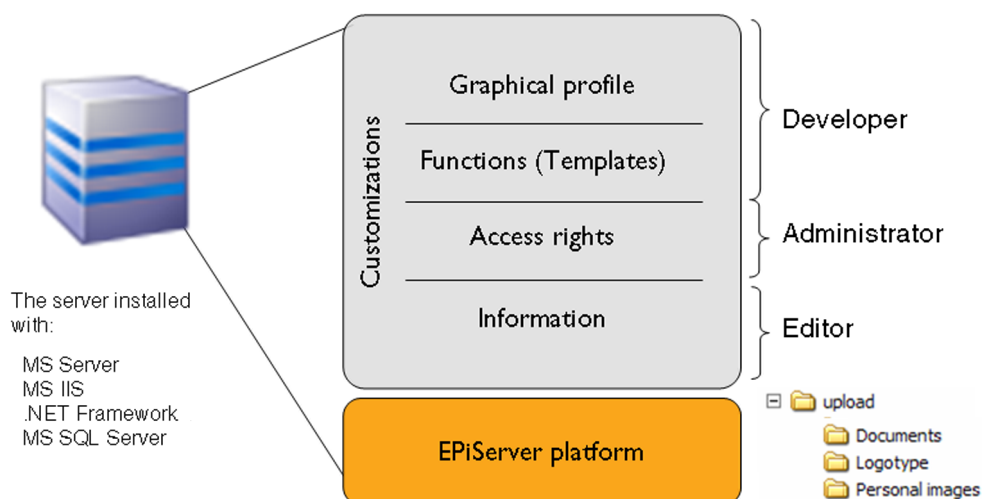 Customizations
Graphical profile
Functions (Templates)
Access rights
Information
Developer
Administrator
Editor
The server installed
with:
MS Server
MS IIS
.NET Framework
MS SQL Server
EPiServer platform
upload
Documents
Logotype
Personal images